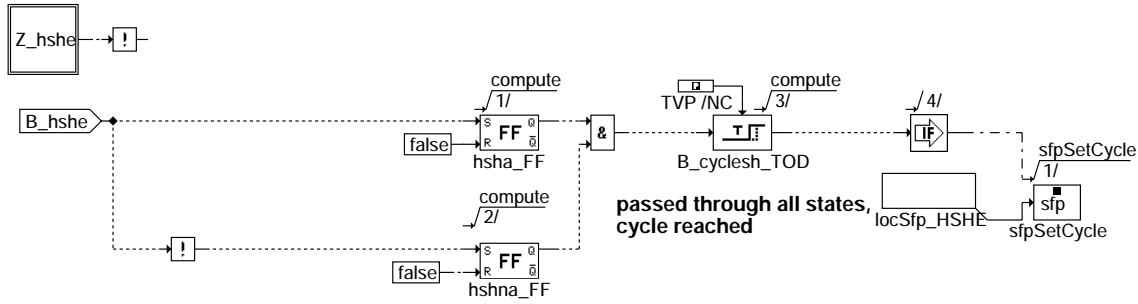 Z_hshe
!
compute
1/
B_hshe
S FF Q
R Q
false
hsha_FF
&
TVP /NC
compute
3/
T
B_cyclesh_TOD
4/
IF
sfpSetCycle
1/
sfp
locSfp_HSHE
sfpSetCycle
passed through all states,
cycle reached
compute
2/
!
S FF Q
R Q
false
hshna_FF